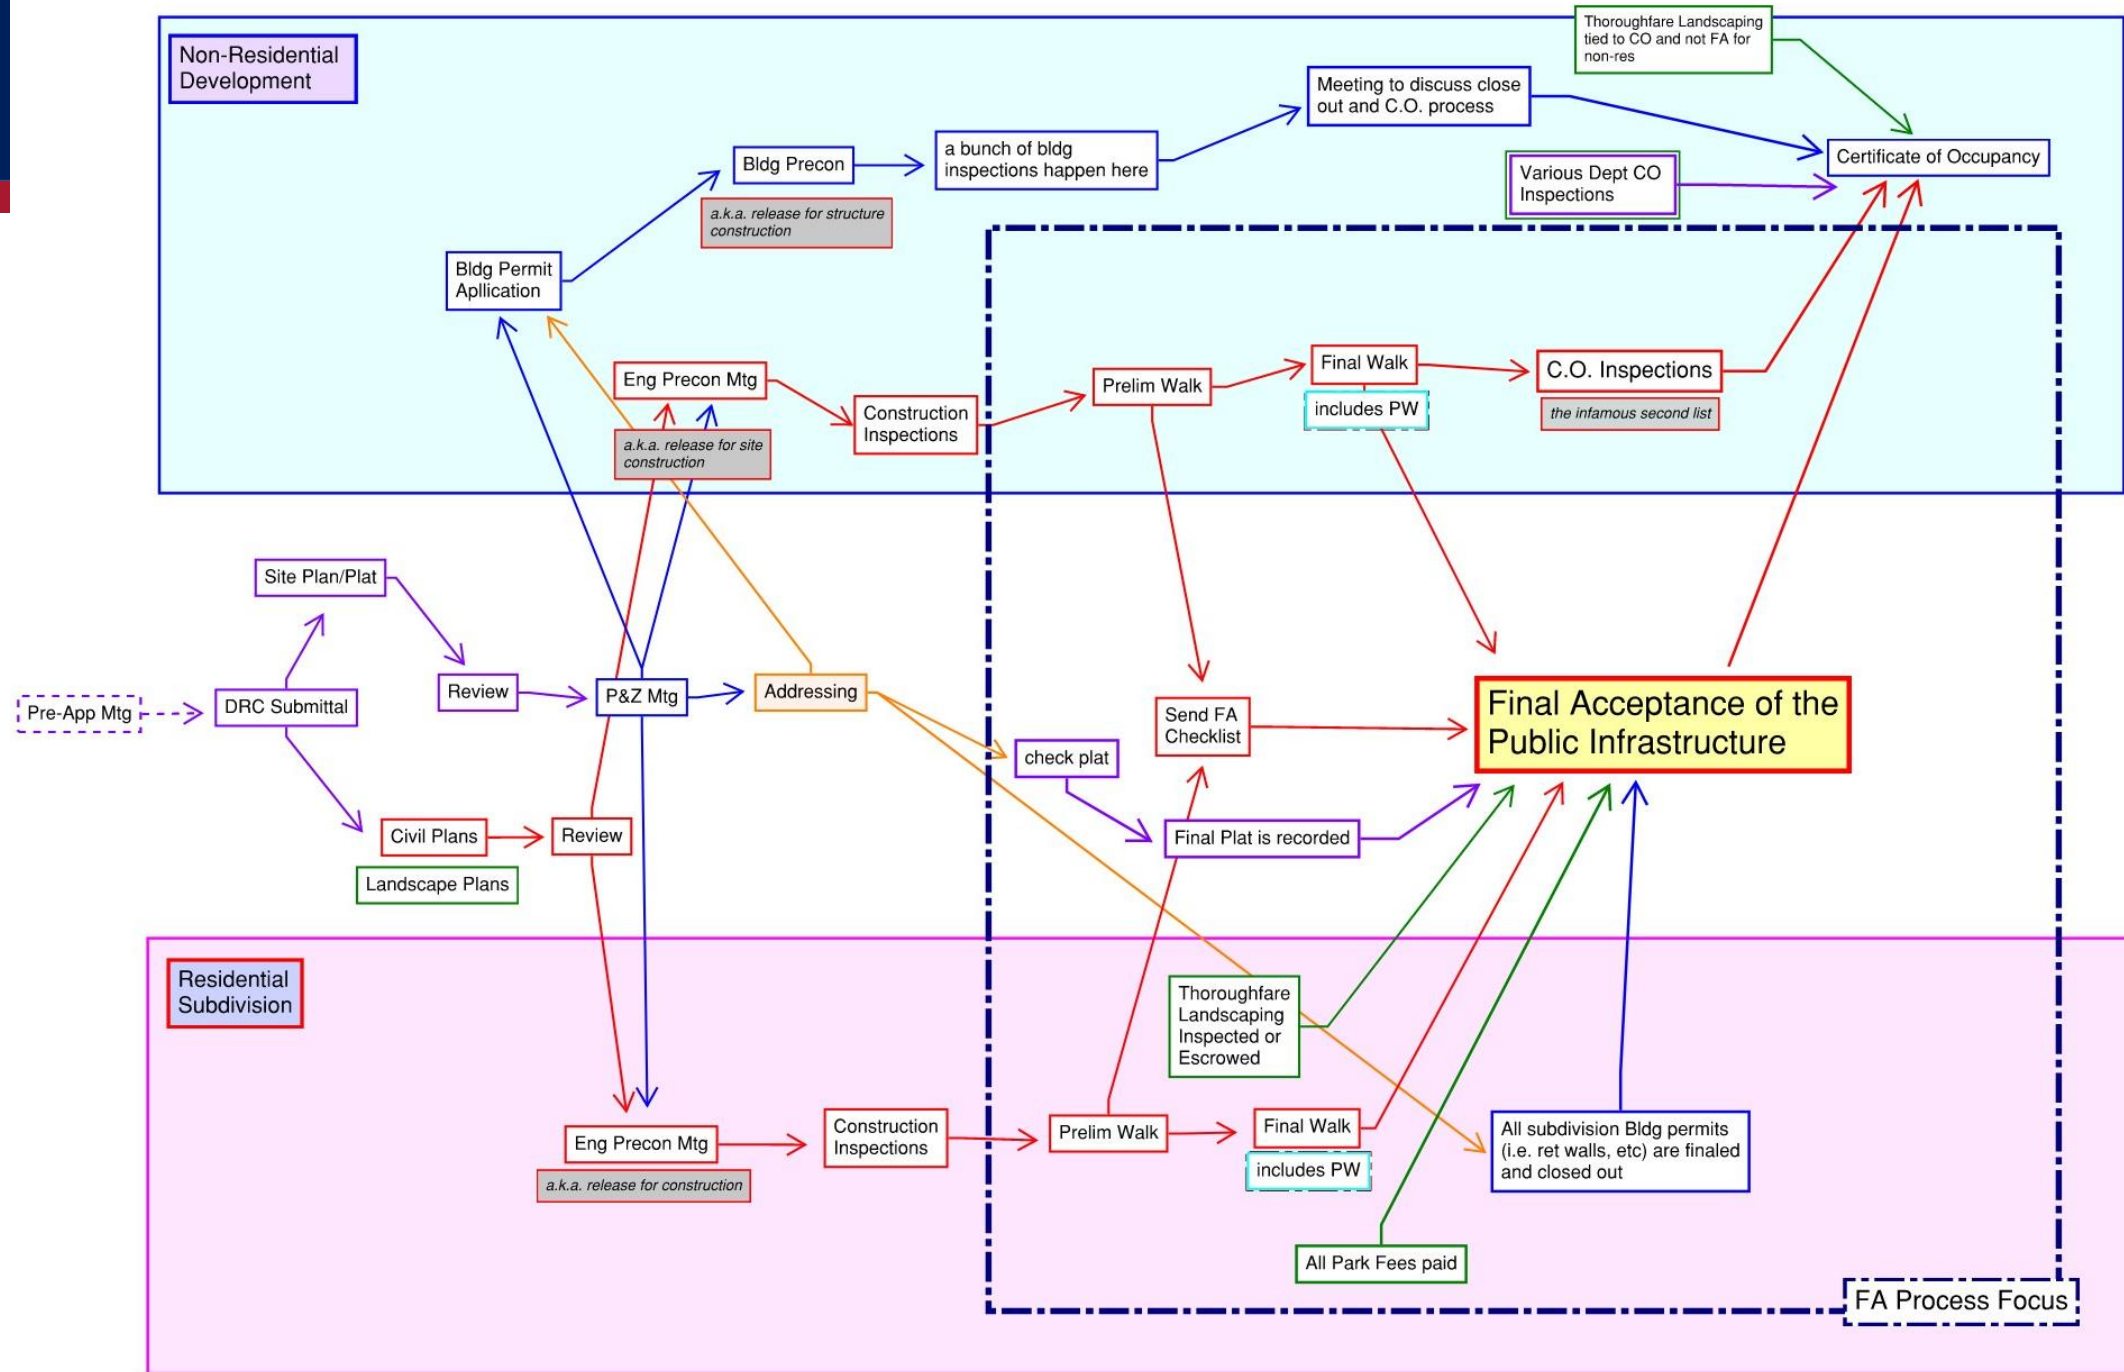 Thoroughfare Landscaping
tied to CO and not FA for
non-res
Non-Residential
Development
Meeting to discuss close
out and C.O. process
Bldg Precon
a bunch of bldg
inspections happen here
Certificate of Occupancy
Various Dept CO
Inspections
a.k.a. release for structure
construction
Bldg Permit
Apllication
Eng Precon Mtg
Construction
Inspections
Prelim Walk
Final Walk
includes PW
C.O. Inspections
the infamous second list
a.k.a. release for site
construction
Site Plan/Plat
Pre-App Mtg
DRC Submittal
Review
P&Z Mtg
Addressing
Send FA
Checklist
Final Acceptance of the
Public Infrastructure
check plat
Civil Plans
Review
Final Plat is recorded
Landscape Plans
Residential
Subdivision
Thoroughfare
Landscaping
Inspected or
Escrowed
Eng Precon Mtg
a.k.a. release for construction
Construction
Inspections
Prelim Walk
Final Walk
includes PW
All subdivision Bldg permits
(i.e. ret walls, etc) are finaled
and closed out
All Park Fees paid
FA Process Focus